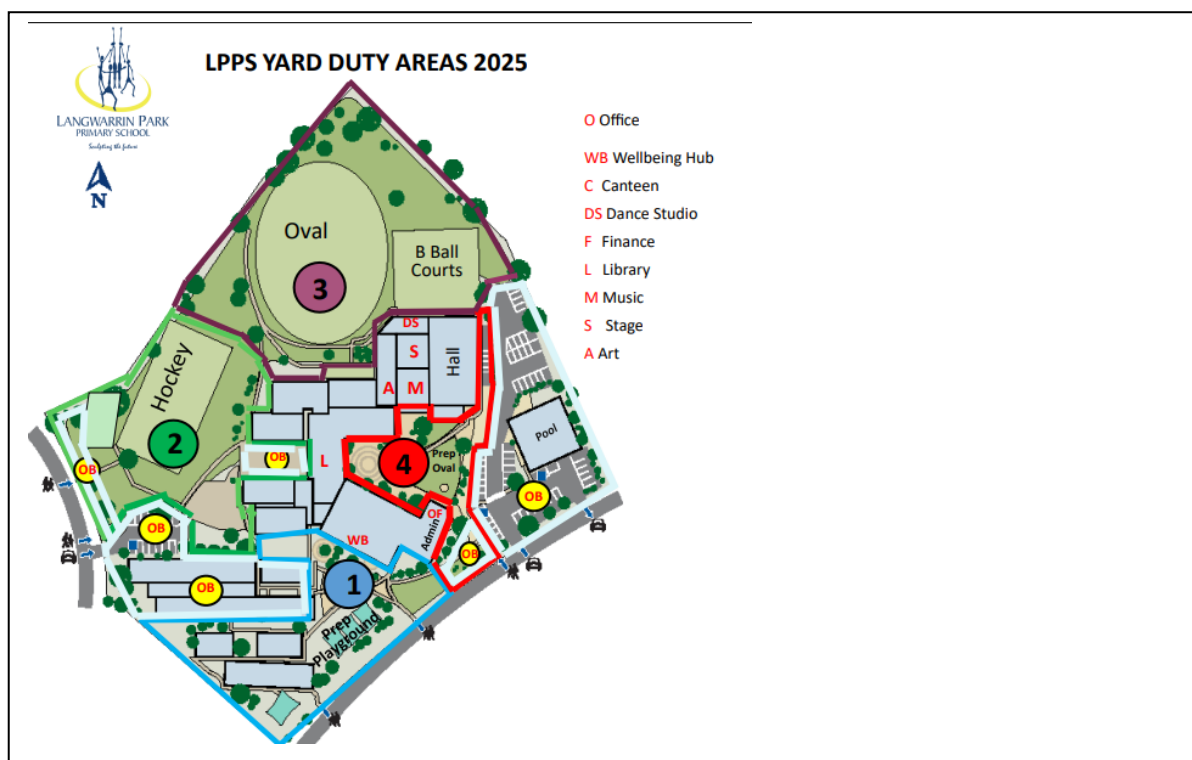 LPPS YARD DUTY AREAS 2025
LANGWARRIN PARK
PRIMARY SCHOOL
Sculpting the future
N
O Office
WB Wellbeing Hub
C Canteen
DS Dance Studio
F Finance
L Library
M Music
S Stage
A Art
Oval
3
B Ball
Courts
DS
S
Hall
A
M
Hockey
2
OB
OB
L
4
Prep
Oval
Pool
OB
OB
OF
Admin
WB
OB
OB
1
Prep
Playground